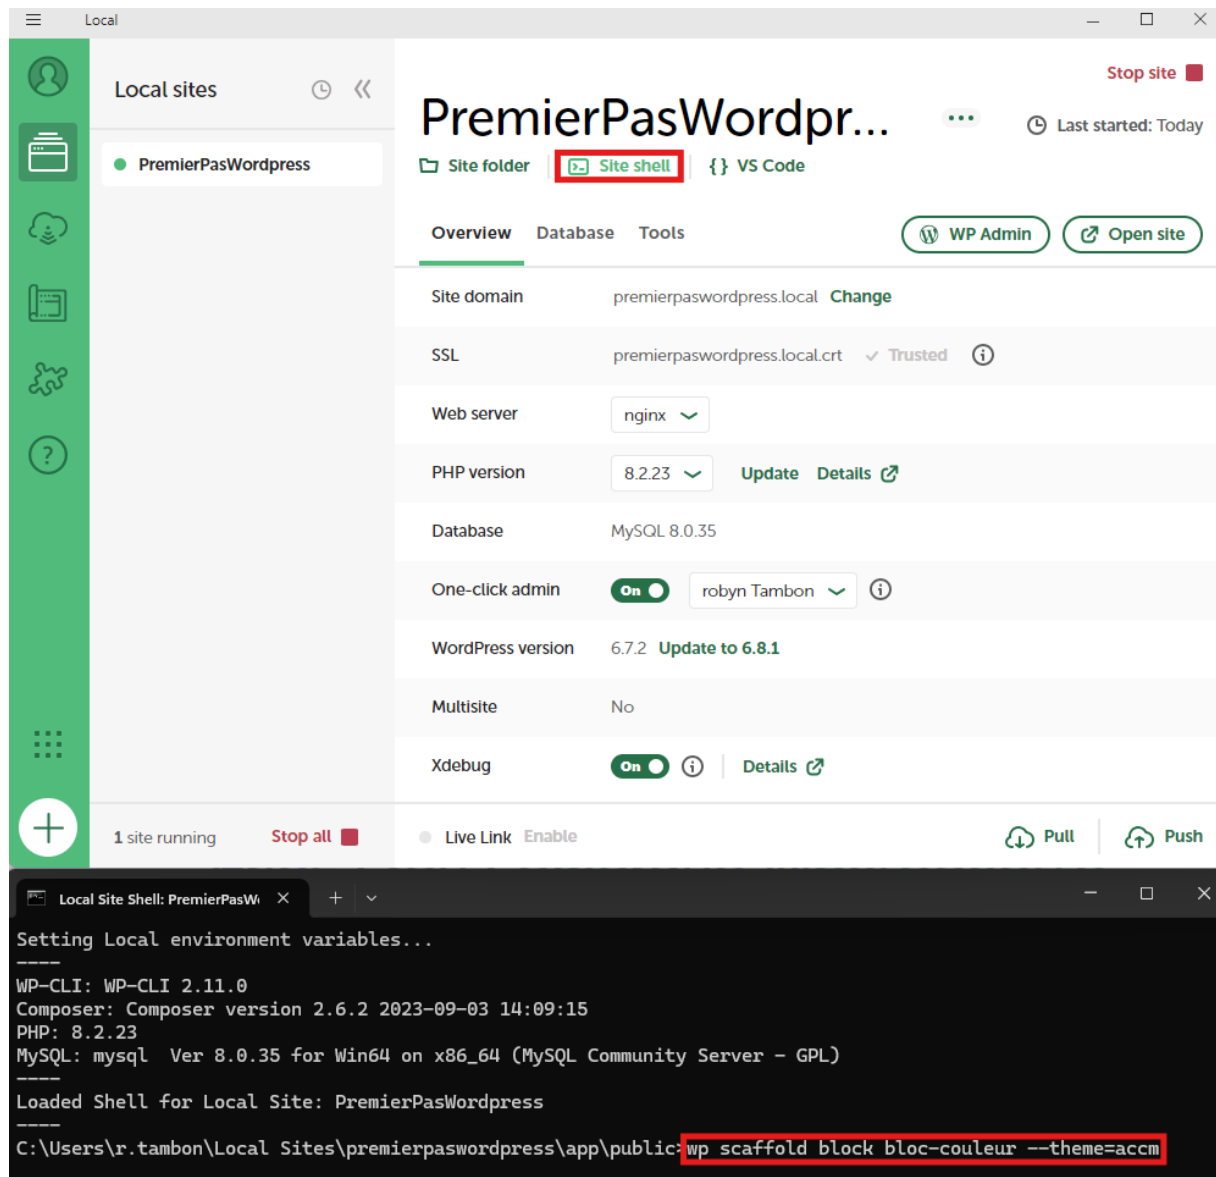 Local
Local sites
PremierPasWordpress
1 site running Stop all
Stop site
PremierPasWordpr...
Last started: Today
Site folder Site shell VS Code
Overview Database Tools WP Admin Open site
Site domain premierpaswordpress.local Change
SSL premierpaswordpress.local.crt Trusted
Web server nginx
PHP version 8.2.23 Update Details
Database MySQL 8.0.35
One-click admin On robyn Tambon
WordPress version 6.7.2 Update to 6.8.1
Multisite No
Xdebug On Details
Live Link Enable Pull Push
Local Site Shell: PremierPasW
Setting Local environment variables...
----
WP-CLI: WP-CLI 2.11.0
Composer: Composer version 2.6.2 2023-09-03 14:09:15
PHP: 8.2.23
MySQL: mysql  Ver 8.0.35 for Win64 on x86_64 (MySQL Community Server - GPL)
----
Loaded Shell for Local Site: PremierPasWordpress
----
C:\Users\r.tambon\Local Sites\premierpaswordpress\app\public>wp scaffold block bloc-couleur --theme=accm